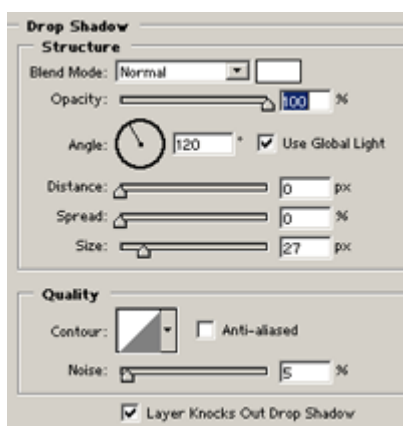 Drop Shadow
Structure
Blend Mode: Normal
Opacity: 100 %
Angle: 120 ° Use Global Light
Distance: 0 px
Spread: 0 %
Size: 27 px
Quality
Contour: Anti-aliased
Noise: 5 %
Layer Knocks Out Drop Shadow